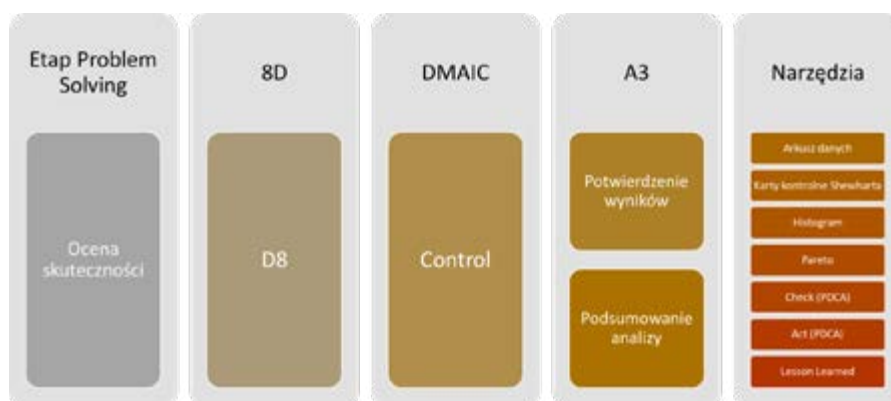 Etap Problem
Solving
8D
DMAIC
A3
Narzędzia
Ocena
skuteczności
D8
Control
Potwierdzenie
wyników
Podsumowanie
analizy
Arkusz danych
Karty kontrolne Shewharta
Histogram
Pareto
Check (PDCA)
Act (PDCA)
Lesson Learned